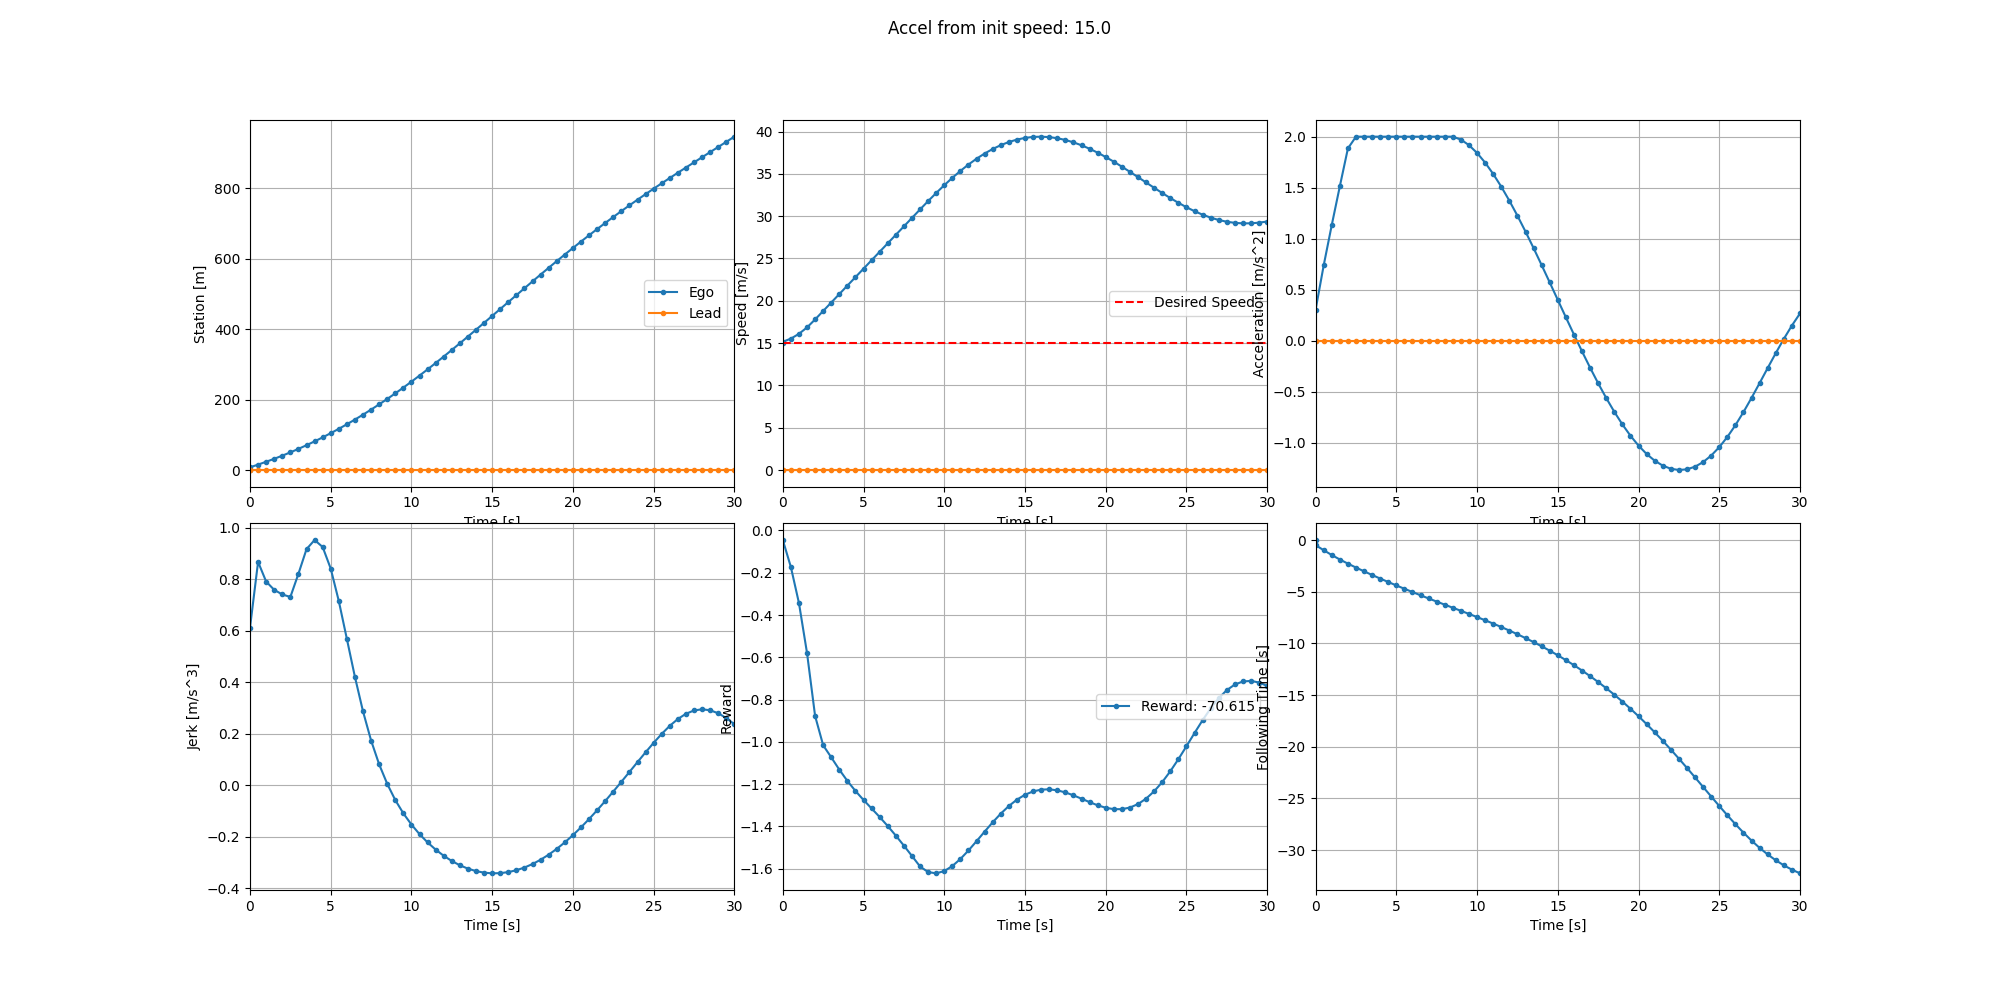 Accel from init speed: 15.0
Station [m]
800
600
400
200
0
0 5 10 15 20 25 30
Time [s]
Ego
Lead
Speed [m/s]
40
35
30
25
20
15
10
5
0
0 5 10 15 20 25 30
Time [s]
Desired Speed
Acceleration [m/s^2]
2.0
1.5
1.0
0.5
0.0
−0.5
−1.0
0 5 10 15 20 25 30
Time [s]
Jerk [m/s^3]
1.0
0.8
0.6
0.4
0.2
0.0
−0.2
−0.4
0 5 10 15 20 25 30
Time [s]
Reward
0.0
−0.2
−0.4
−0.6
−0.8
−1.0
−1.2
−1.4
−1.6
0 5 10 15 20 25 30
Time [s]
Reward: -70.615
Following Time [s]
0
−5
−10
−15
−20
−25
−30
0 5 10 15 20 25 30
Time [s]